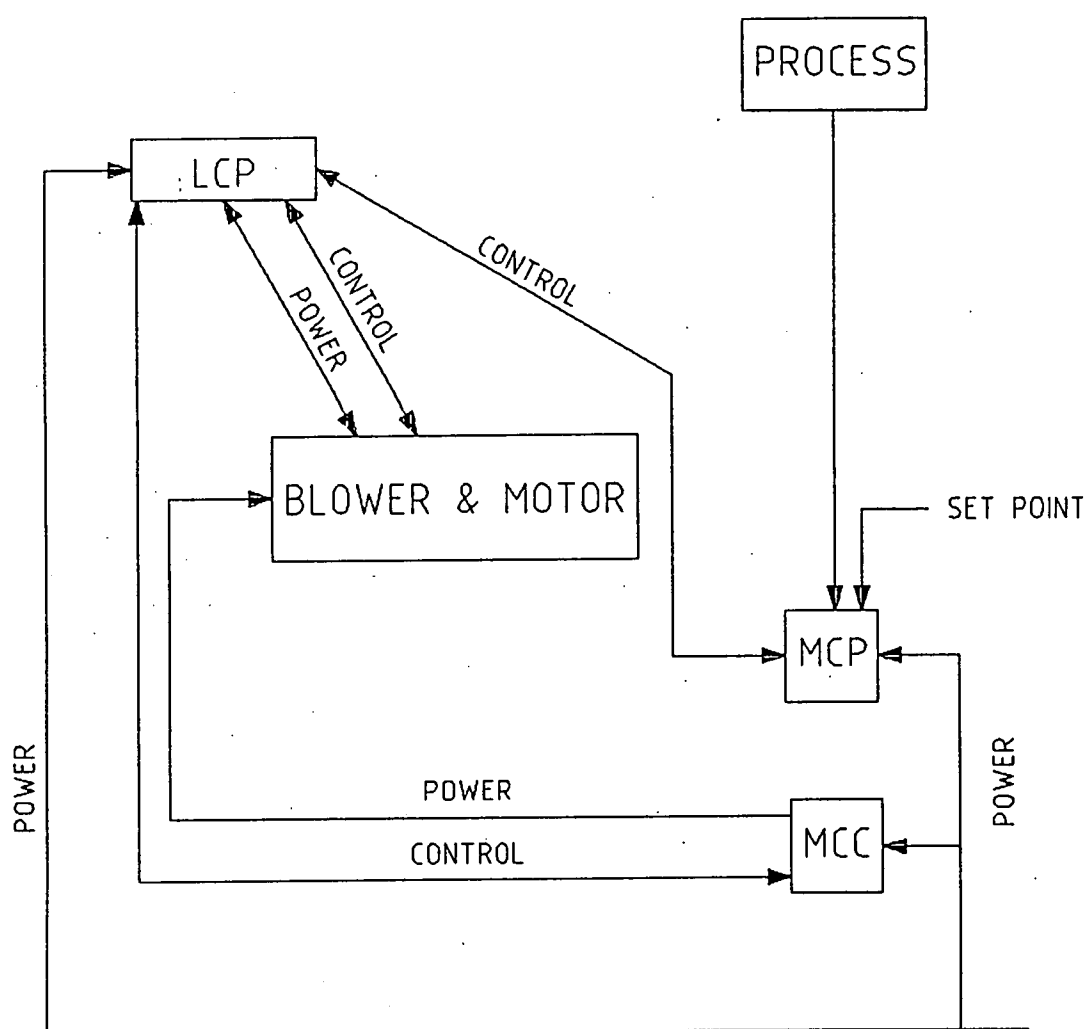 PROCESS
LCP
CONTROL
CONTROL
POWER
BLOWER & MOTOR
SET POINT
MCP
POWER
POWER
POWER
MCC
CONTROL